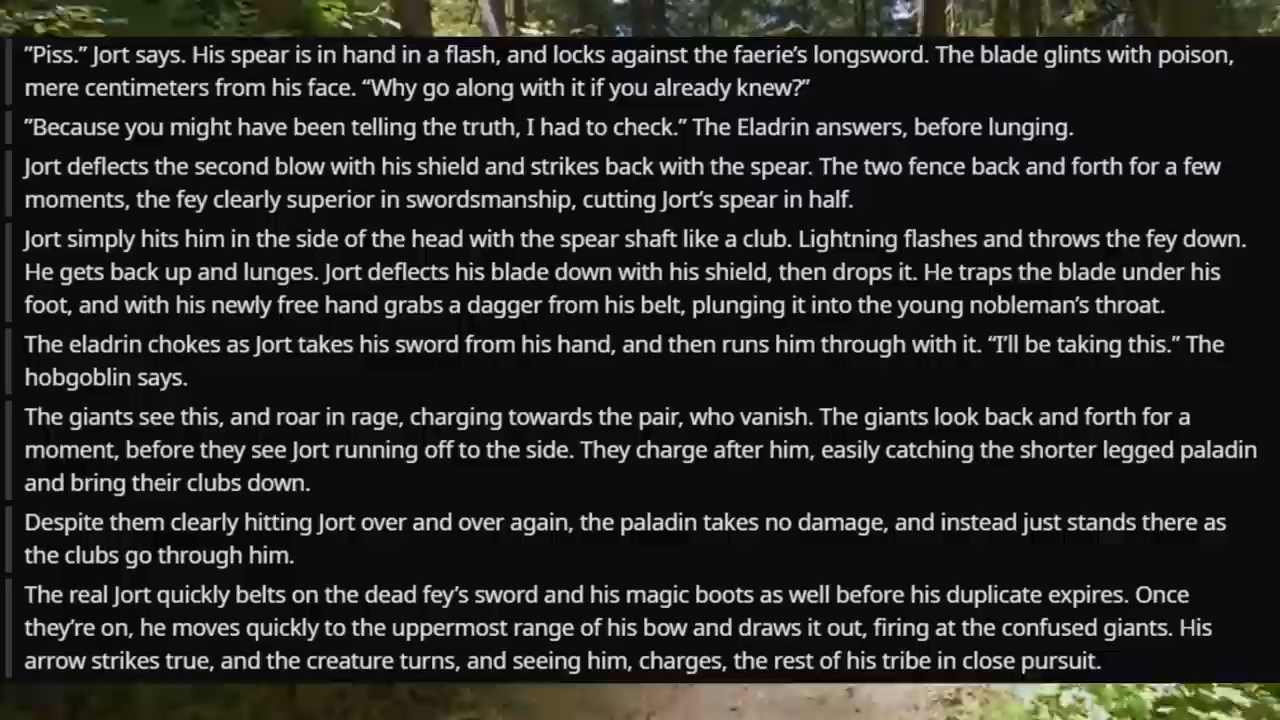 ”Piss.” Jort says. His spear is in hand in a flash, and locks against the faerie’s longsword. The blade glints with poison,
mere centimeters from his face. “Why go along with it if you already knew?”
”Because you might have been telling the truth, I had to check.” The Eladrin answers, before lunging.
Jort deflects the second blow with his shield and strikes back with the spear. The two fence back and forth for a few
moments, the fey clearly superior in swordsmanship, cutting Jort’s spear in half.
Jort simply hits him in the side of the head with the spear shaft like a club. Lightning flashes and throws the fey down.
He gets back up and lunges. Jort deflects his blade down with his shield, then drops it. He traps the blade under his
foot, and with his newly free hand grabs a dagger from his belt, plunging it into the young nobleman’s throat.
The eladrin chokes as Jort takes his sword from his hand, and then runs him through with it. “I’ll be taking this.” The
hobgoblin says.
The giants see this, and roar in rage, charging towards the pair, who vanish. The giants look back and forth for a
moment, before they see Jort running off to the side. They charge after him, easily catching the shorter legged paladin
and bring their clubs down.
Despite them clearly hitting Jort over and over again, the paladin takes no damage, and instead just stands there as
the clubs go through him.
The real Jort quickly belts on the dead fey’s sword and his magic boots as well before his duplicate expires. Once
they’re on, he moves quickly to the uppermost range of his bow and draws it out, firing at the confused giants. His
arrow strikes true, and the creature turns, and seeing him, charges, the rest of his tribe in close pursuit.